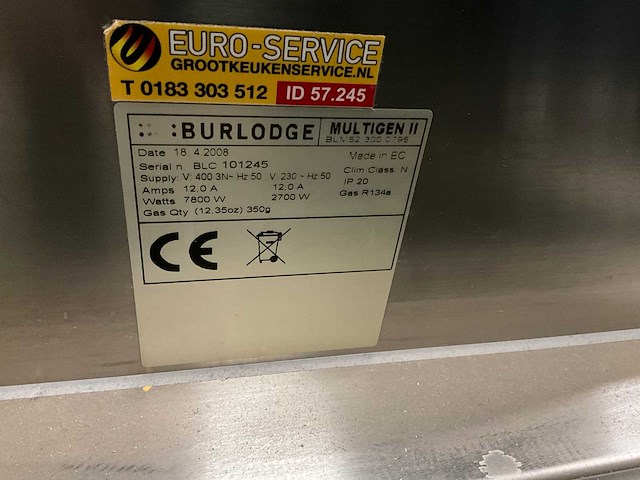 EURO-SERVICE
GROOTKEUKENSERVICE.NL
T 0183 303 512 ID 57.245
BURLODGE MULTIGEN II
Date 18.4.2008 Made in EC
Serial n. BLC 101245 Clim Class. N
Supply: V: 400 3N~ Hz 50 V. 230 ~ Hz 50 IP 20
Amps 12,0 A 12,0 A Gas R134a
Watts 7800 W 2700 W
Gas Qty (12,35oz) 350g
CE